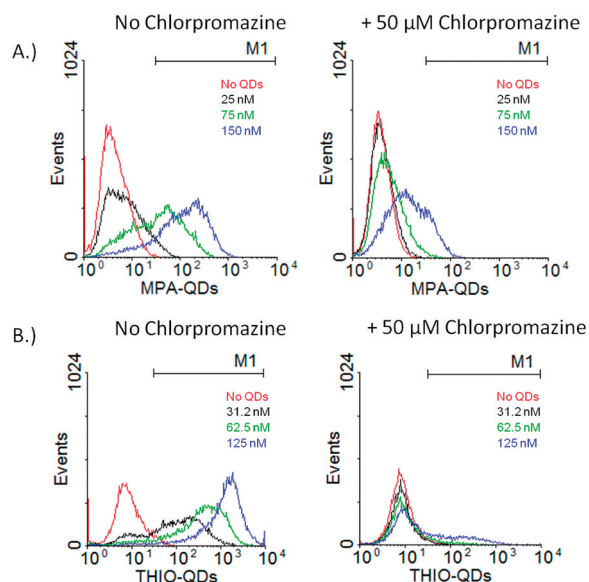 No Chlorpromazine
+ 50 µM Chlorpromazine
A.)
M1
1024
Events
0
No QDs
25 nM
75 nM
150 nM
10⁰ 10¹ 10² 10³ 10⁴
MPA-QDs
M1
1024
Events
0
No QDs
25 nM
75 nM
150 nM
10⁰ 10¹ 10² 10³ 10⁴
MPA-QDs
No Chlorpromazine
+ 50 µM Chlorpromazine
B.)
M1
1024
Events
0
No QDs
31.2 nM
62.5 nM
125 nM
10⁰ 10¹ 10² 10³ 10⁴
THIO-QDs
M1
1024
Events
0
No QDs
31.2 nM
62.5 nM
125 nM
10⁰ 10¹ 10² 10³ 10⁴
THIO-QDs